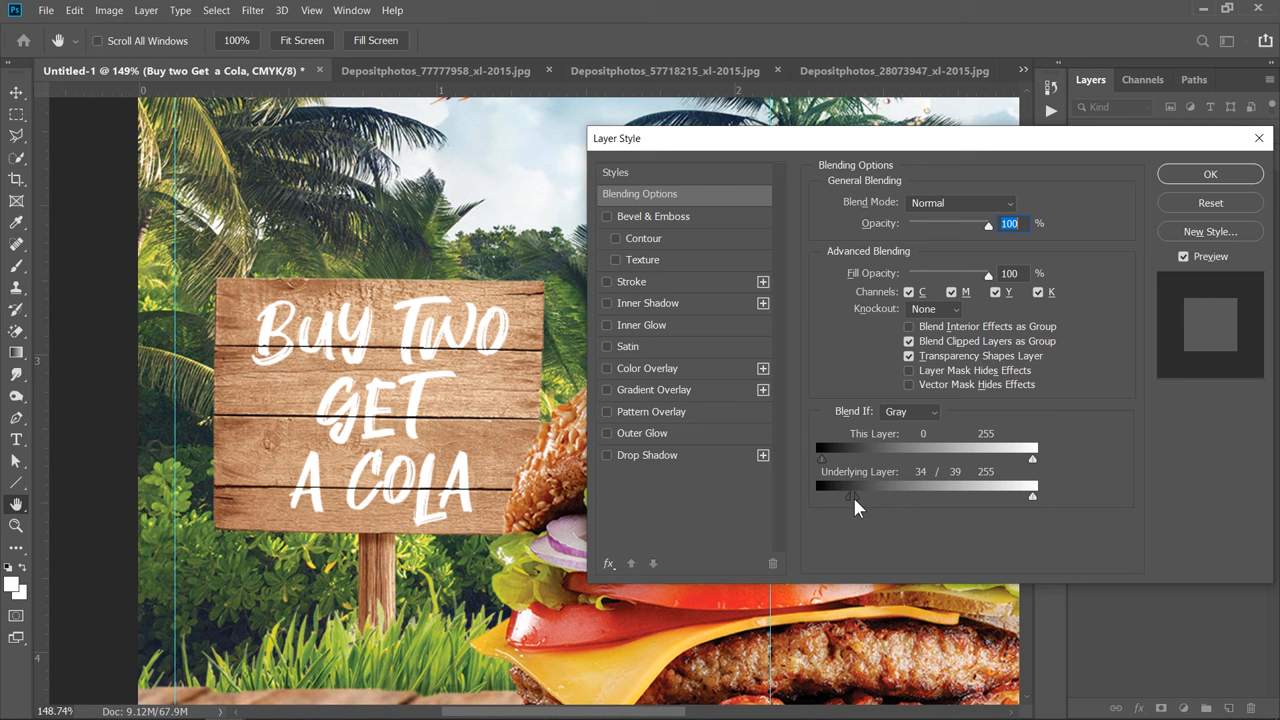 Ps File Edit Image Layer Type Select Filter 3D View Window Help
Scroll All Windows 100% Fit Screen Fill Screen
Untitled-1 @ 149% (Buy two Get a Cola, CMYK/8) * Depositphotos_77777958_xl-2015.jpg Depositphotos_57718215_xl-2015.jpg Depositphotos_28073947_xl-2015.jpg
Layers Channels Paths
Kind
0 1 2
3
4
BUY TWO
GET
A COLA
Layer Style
Styles
Blending Options
Bevel & Emboss
Contour
Texture
Stroke
Inner Shadow
Inner Glow
Satin
Color Overlay
Gradient Overlay
Pattern Overlay
Outer Glow
Drop Shadow
fx
Blending Options
General Blending
Blend Mode: Normal
Opacity: 100 %
Advanced Blending
Fill Opacity: 100 %
Channels: C M Y K
Knockout: None
Blend Interior Effects as Group
Blend Clipped Layers as Group
Transparency Shapes Layer
Layer Mask Hides Effects
Vector Mask Hides Effects
Blend If: Gray
This Layer: 0 255
Underlying Layer: 34 / 39 255
OK
Reset
New Style...
Preview
148.74% Doc: 9.12M/67.9M
fx